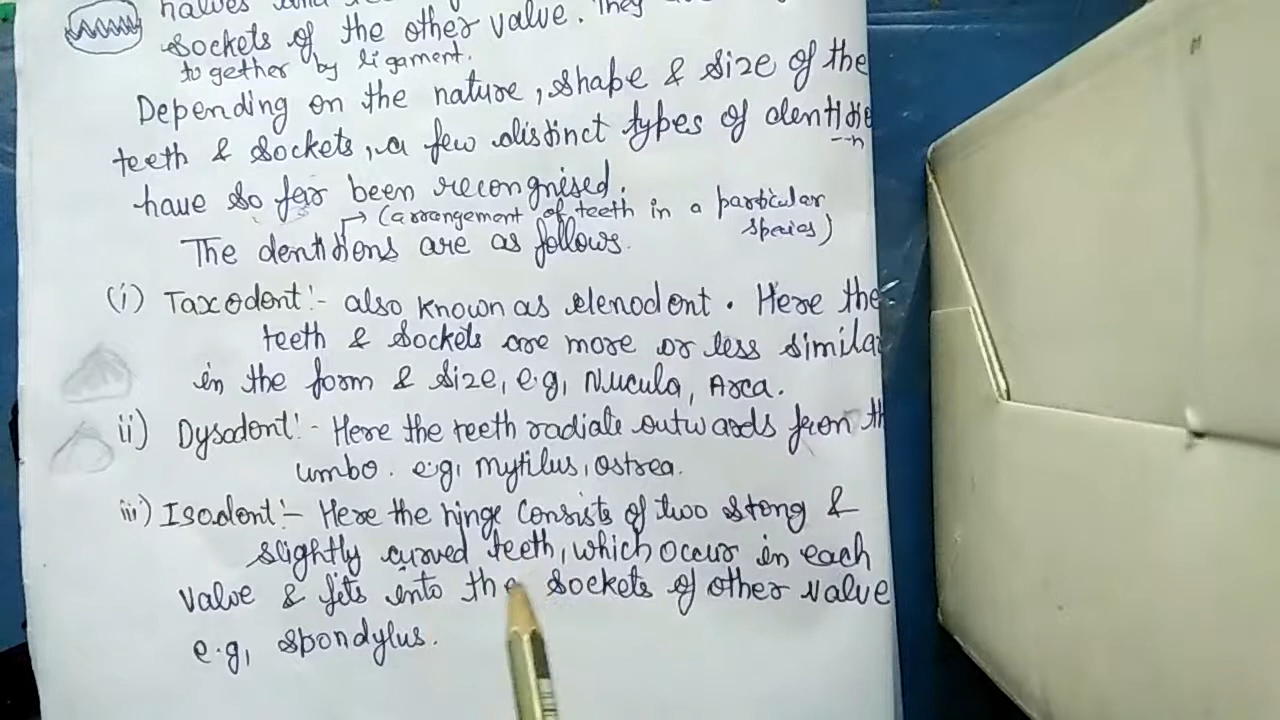 halves
sockets of the other valve. They
together by ligament.
Depending on the nature, shape & size of the
teeth & sockets, a few distinct types of dentitio
--n
have so far been recongnised.
→ (arrangement of teeth in a particular
species)
The dentitions are as follows.
(i) Taxodont :- also known as
ctenodont. Here the
teeth & sockets are more or less similar
in the form & size, e.g, Nucula, Arca.
ii) Dysodont :- Here the teeth radiate outwards from th
umbo. e.g, mytilus, ostrea.
iii) Isodont :- Here the hinge consists of two stong &
slightly curved teeth, which occur in each
valve & fits into the sockets of other valve
e.g, spondylus.